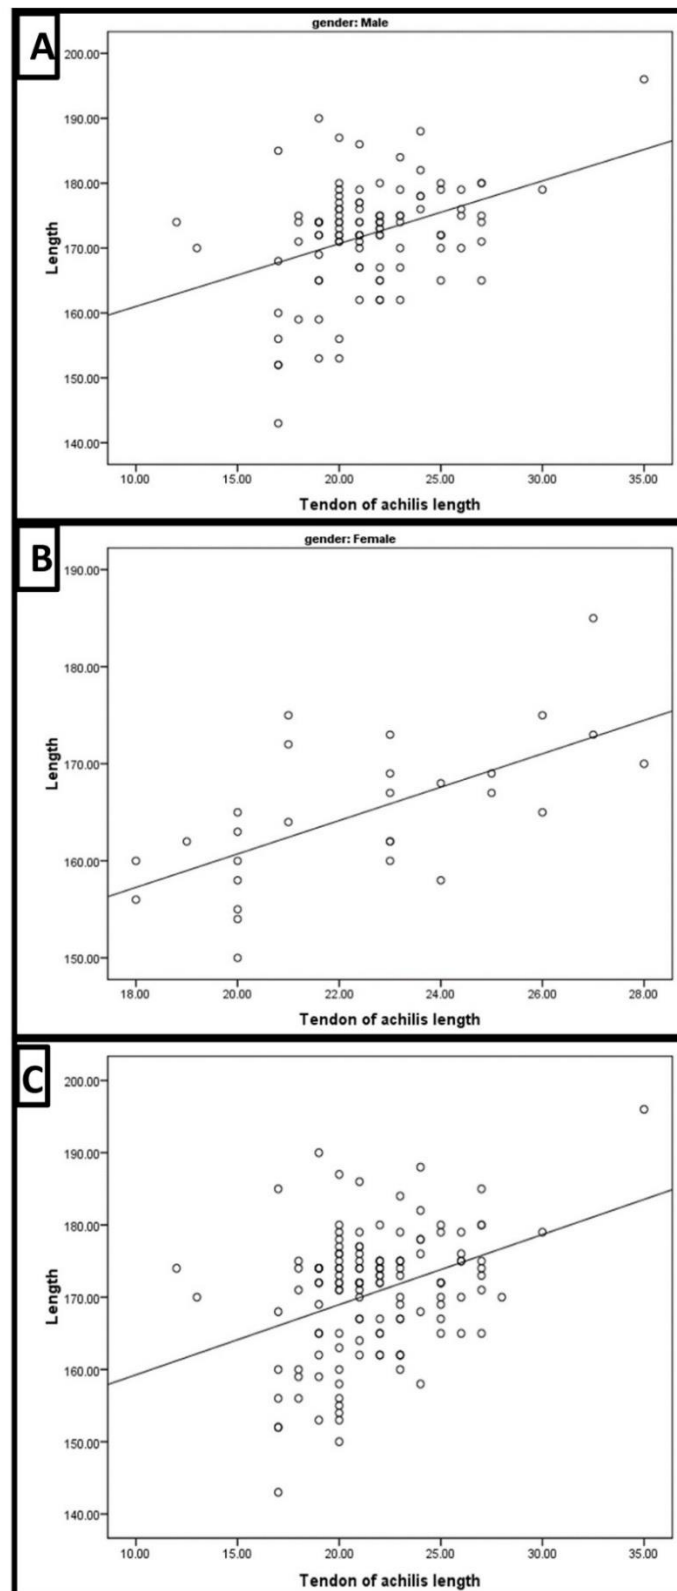 A
gender: Male
200.00
190.00
180.00
170.00
160.00
150.00
140.00
Length
10.00 15.00 20.00 25.00 30.00 35.00
Tendon of achilis length
B
gender: Female
190.00
180.00
170.00
160.00
150.00
Length
18.00 20.00 22.00 24.00 26.00 28.00
Tendon of achilis length
C
200.00
190.00
180.00
170.00
160.00
150.00
140.00
Length
10.00 15.00 20.00 25.00 30.00 35.00
Tendon of achilis length